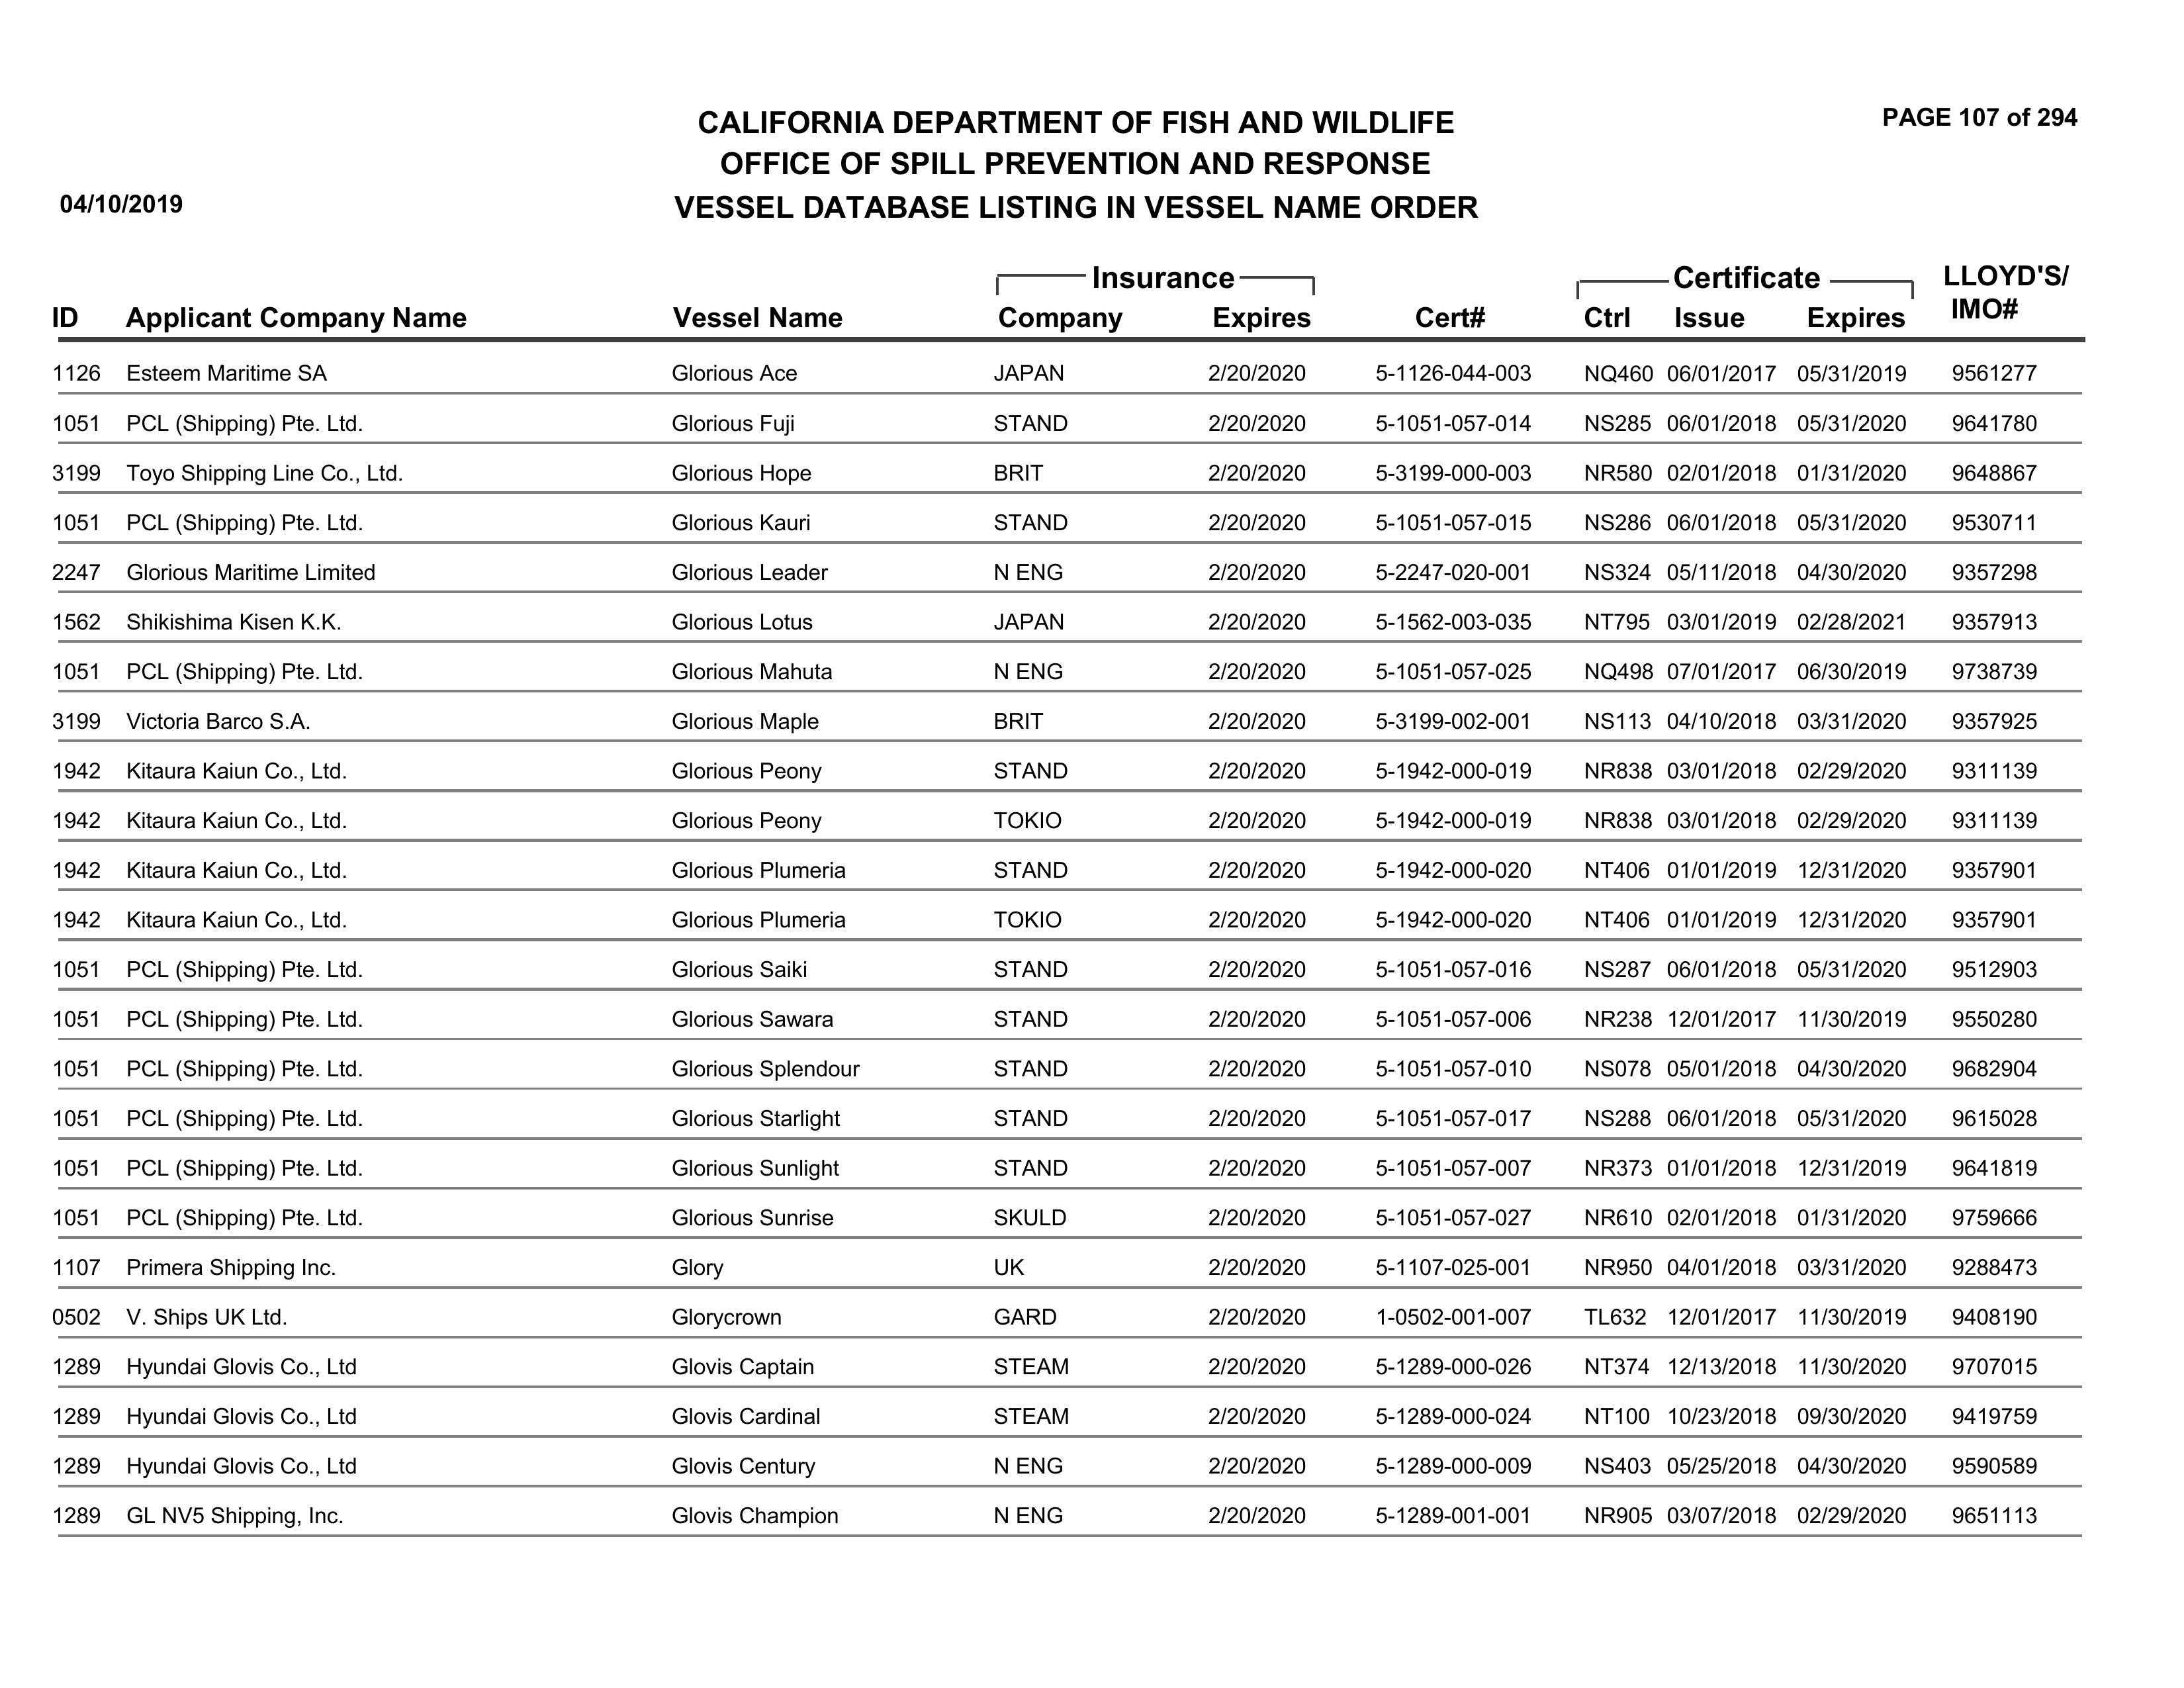 PAGE 107 of 294
CALIFORNIA DEPARTMENT OF FISH AND WILDLIFE
OFFICE OF SPILL PREVENTION AND RESPONSE
04/10/2019 VESSEL DATABASE LISTING IN VESSEL NAME ORDER
Insurance Certificate LLOYD'S/
ID Applicant Company Name Vessel Name Company Expires Cert# Ctrl Issue Expires IMO#
1126 Esteem Maritime SA Glorious Ace JAPAN 2/20/2020 5-1126-044-003 NQ460 06/01/2017 05/31/2019 9561277
1051 PCL (Shipping) Pte. Ltd. Glorious Fuji STAND 2/20/2020 5-1051-057-014 NS285 06/01/2018 05/31/2020 9641780
3199 Toyo Shipping Line Co., Ltd. Glorious Hope BRIT 2/20/2020 5-3199-000-003 NR580 02/01/2018 01/31/2020 9648867
1051 PCL (Shipping) Pte. Ltd. Glorious Kauri STAND 2/20/2020 5-1051-057-015 NS286 06/01/2018 05/31/2020 9530711
2247 Glorious Maritime Limited Glorious Leader N ENG 2/20/2020 5-2247-020-001 NS324 05/11/2018 04/30/2020 9357298
1562 Shikishima Kisen K.K. Glorious Lotus JAPAN 2/20/2020 5-1562-003-035 NT795 03/01/2019 02/28/2021 9357913
1051 PCL (Shipping) Pte. Ltd. Glorious Mahuta N ENG 2/20/2020 5-1051-057-025 NQ498 07/01/2017 06/30/2019 9738739
3199 Victoria Barco S.A. Glorious Maple BRIT 2/20/2020 5-3199-002-001 NS113 04/10/2018 03/31/2020 9357925
1942 Kitaura Kaiun Co., Ltd. Glorious Peony STAND 2/20/2020 5-1942-000-019 NR838 03/01/2018 02/29/2020 9311139
1942 Kitaura Kaiun Co., Ltd. Glorious Peony TOKIO 2/20/2020 5-1942-000-019 NR838 03/01/2018 02/29/2020 9311139
1942 Kitaura Kaiun Co., Ltd. Glorious Plumeria STAND 2/20/2020 5-1942-000-020 NT406 01/01/2019 12/31/2020 9357901
1942 Kitaura Kaiun Co., Ltd. Glorious Plumeria TOKIO 2/20/2020 5-1942-000-020 NT406 01/01/2019 12/31/2020 9357901
1051 PCL (Shipping) Pte. Ltd. Glorious Saiki STAND 2/20/2020 5-1051-057-016 NS287 06/01/2018 05/31/2020 9512903
1051 PCL (Shipping) Pte. Ltd. Glorious Sawara STAND 2/20/2020 5-1051-057-006 NR238 12/01/2017 11/30/2019 9550280
1051 PCL (Shipping) Pte. Ltd. Glorious Splendour STAND 2/20/2020 5-1051-057-010 NS078 05/01/2018 04/30/2020 9682904
1051 PCL (Shipping) Pte. Ltd. Glorious Starlight STAND 2/20/2020 5-1051-057-017 NS288 06/01/2018 05/31/2020 9615028
1051 PCL (Shipping) Pte. Ltd. Glorious Sunlight STAND 2/20/2020 5-1051-057-007 NR373 01/01/2018 12/31/2019 9641819
1051 PCL (Shipping) Pte. Ltd. Glorious Sunrise SKULD 2/20/2020 5-1051-057-027 NR610 02/01/2018 01/31/2020 9759666
1107 Primera Shipping Inc. Glory UK 2/20/2020 5-1107-025-001 NR950 04/01/2018 03/31/2020 9288473
0502 V. Ships UK Ltd. Glorycrown GARD 2/20/2020 1-0502-001-007 TL632 12/01/2017 11/30/2019 9408190
1289 Hyundai Glovis Co., Ltd Glovis Captain STEAM 2/20/2020 5-1289-000-026 NT374 12/13/2018 11/30/2020 9707015
1289 Hyundai Glovis Co., Ltd Glovis Cardinal STEAM 2/20/2020 5-1289-000-024 NT100 10/23/2018 09/30/2020 9419759
1289 Hyundai Glovis Co., Ltd Glovis Century N ENG 2/20/2020 5-1289-000-009 NS403 05/25/2018 04/30/2020 9590589
1289 GL NV5 Shipping, Inc. Glovis Champion N ENG 2/20/2020 5-1289-001-001 NR905 03/07/2018 02/29/2020 9651113